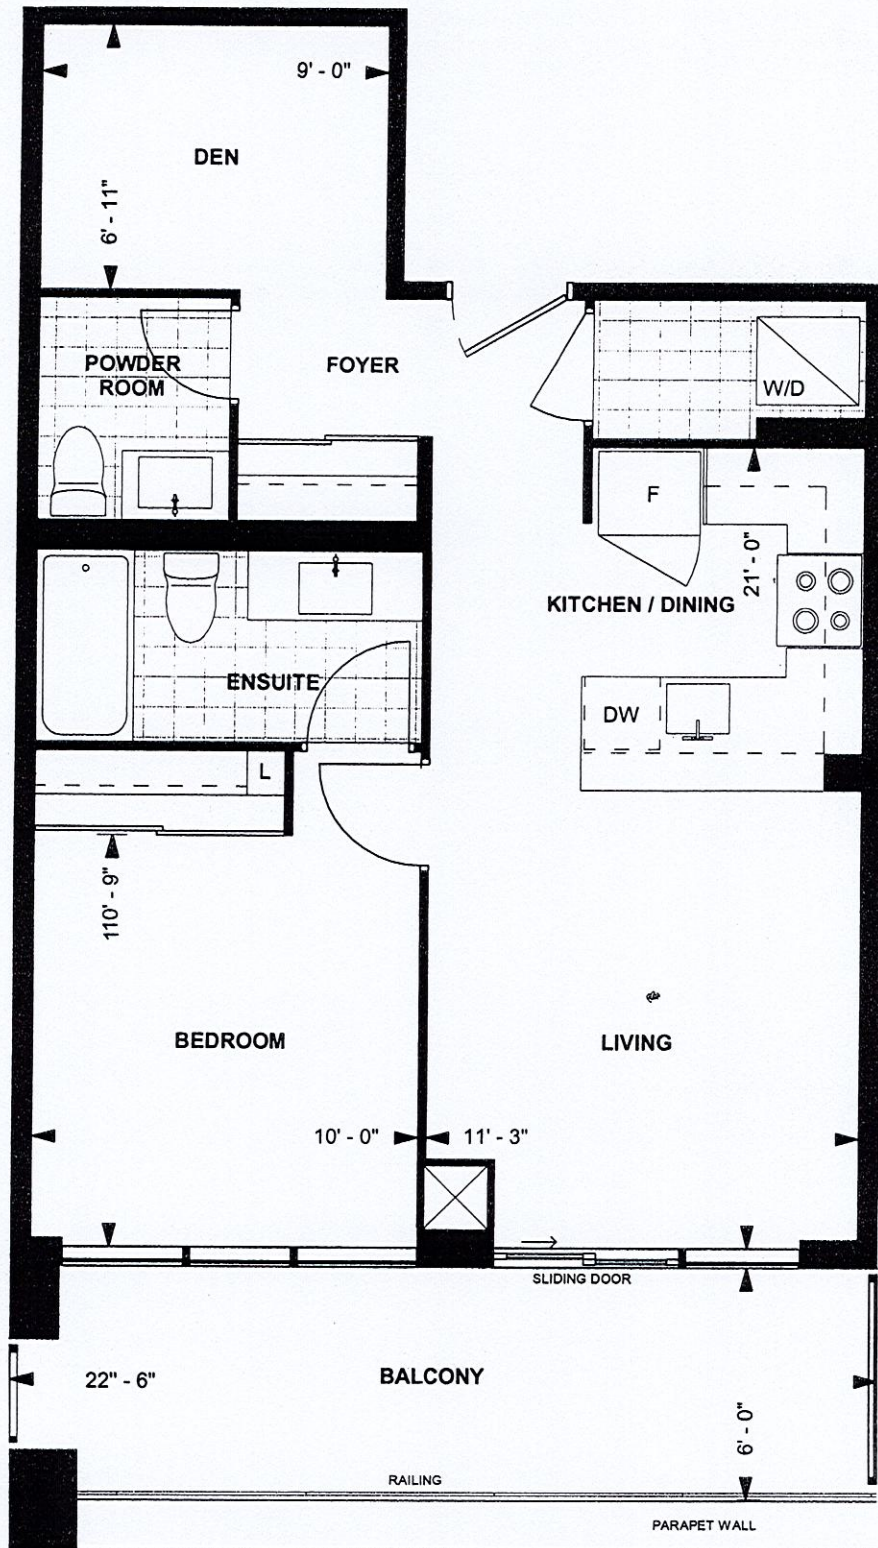 9' - 0"
DEN
6' - 11"
POWDER
ROOM
FOYER
W/D
F
21' - 0"
KITCHEN / DINING
ENSUITE
DW
L
110' - 9"
BEDROOM
LIVING
10' - 0"
11' - 3"
SLIDING DOOR
22" - 6"
BALCONY
6' - 0"
RAILING
PARAPET WALL